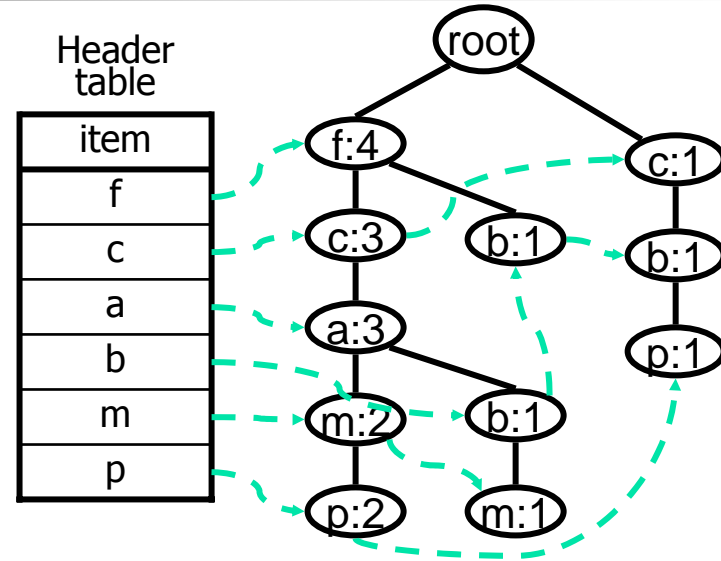 Header
table
item
f
c
a
b
m
p
root
f:4
c:1
c:3
b:1
b:1
a:3
p:1
m:2
b:1
p:2
m:1